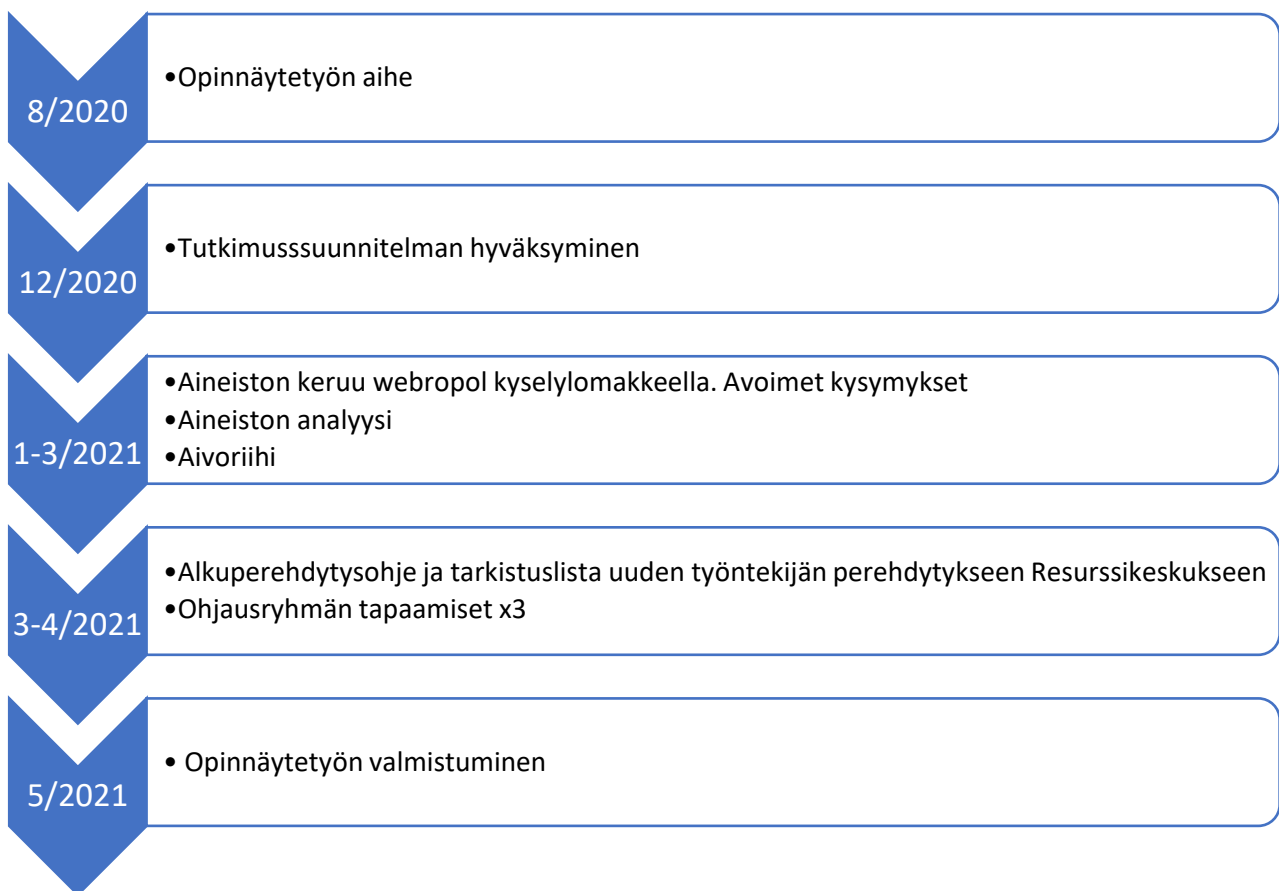 8/2020
•Opinnäytetyön aihe
12/2020
•Tutkimusssuunnitelman hyväksyminen
1-3/2021
•Aineiston keruu webropol kyselylomakkeella. Avoimet kysymykset
•Aineiston analyysi
•Aivoriihi
3-4/2021
•Alkuperehdytysohje ja tarkistuslista uuden työntekijän perehdytykseen Resurssikeskukseen
•Ohjausryhmän tapaamiset x3
5/2021
• Opinnäytetyön valmistuminen